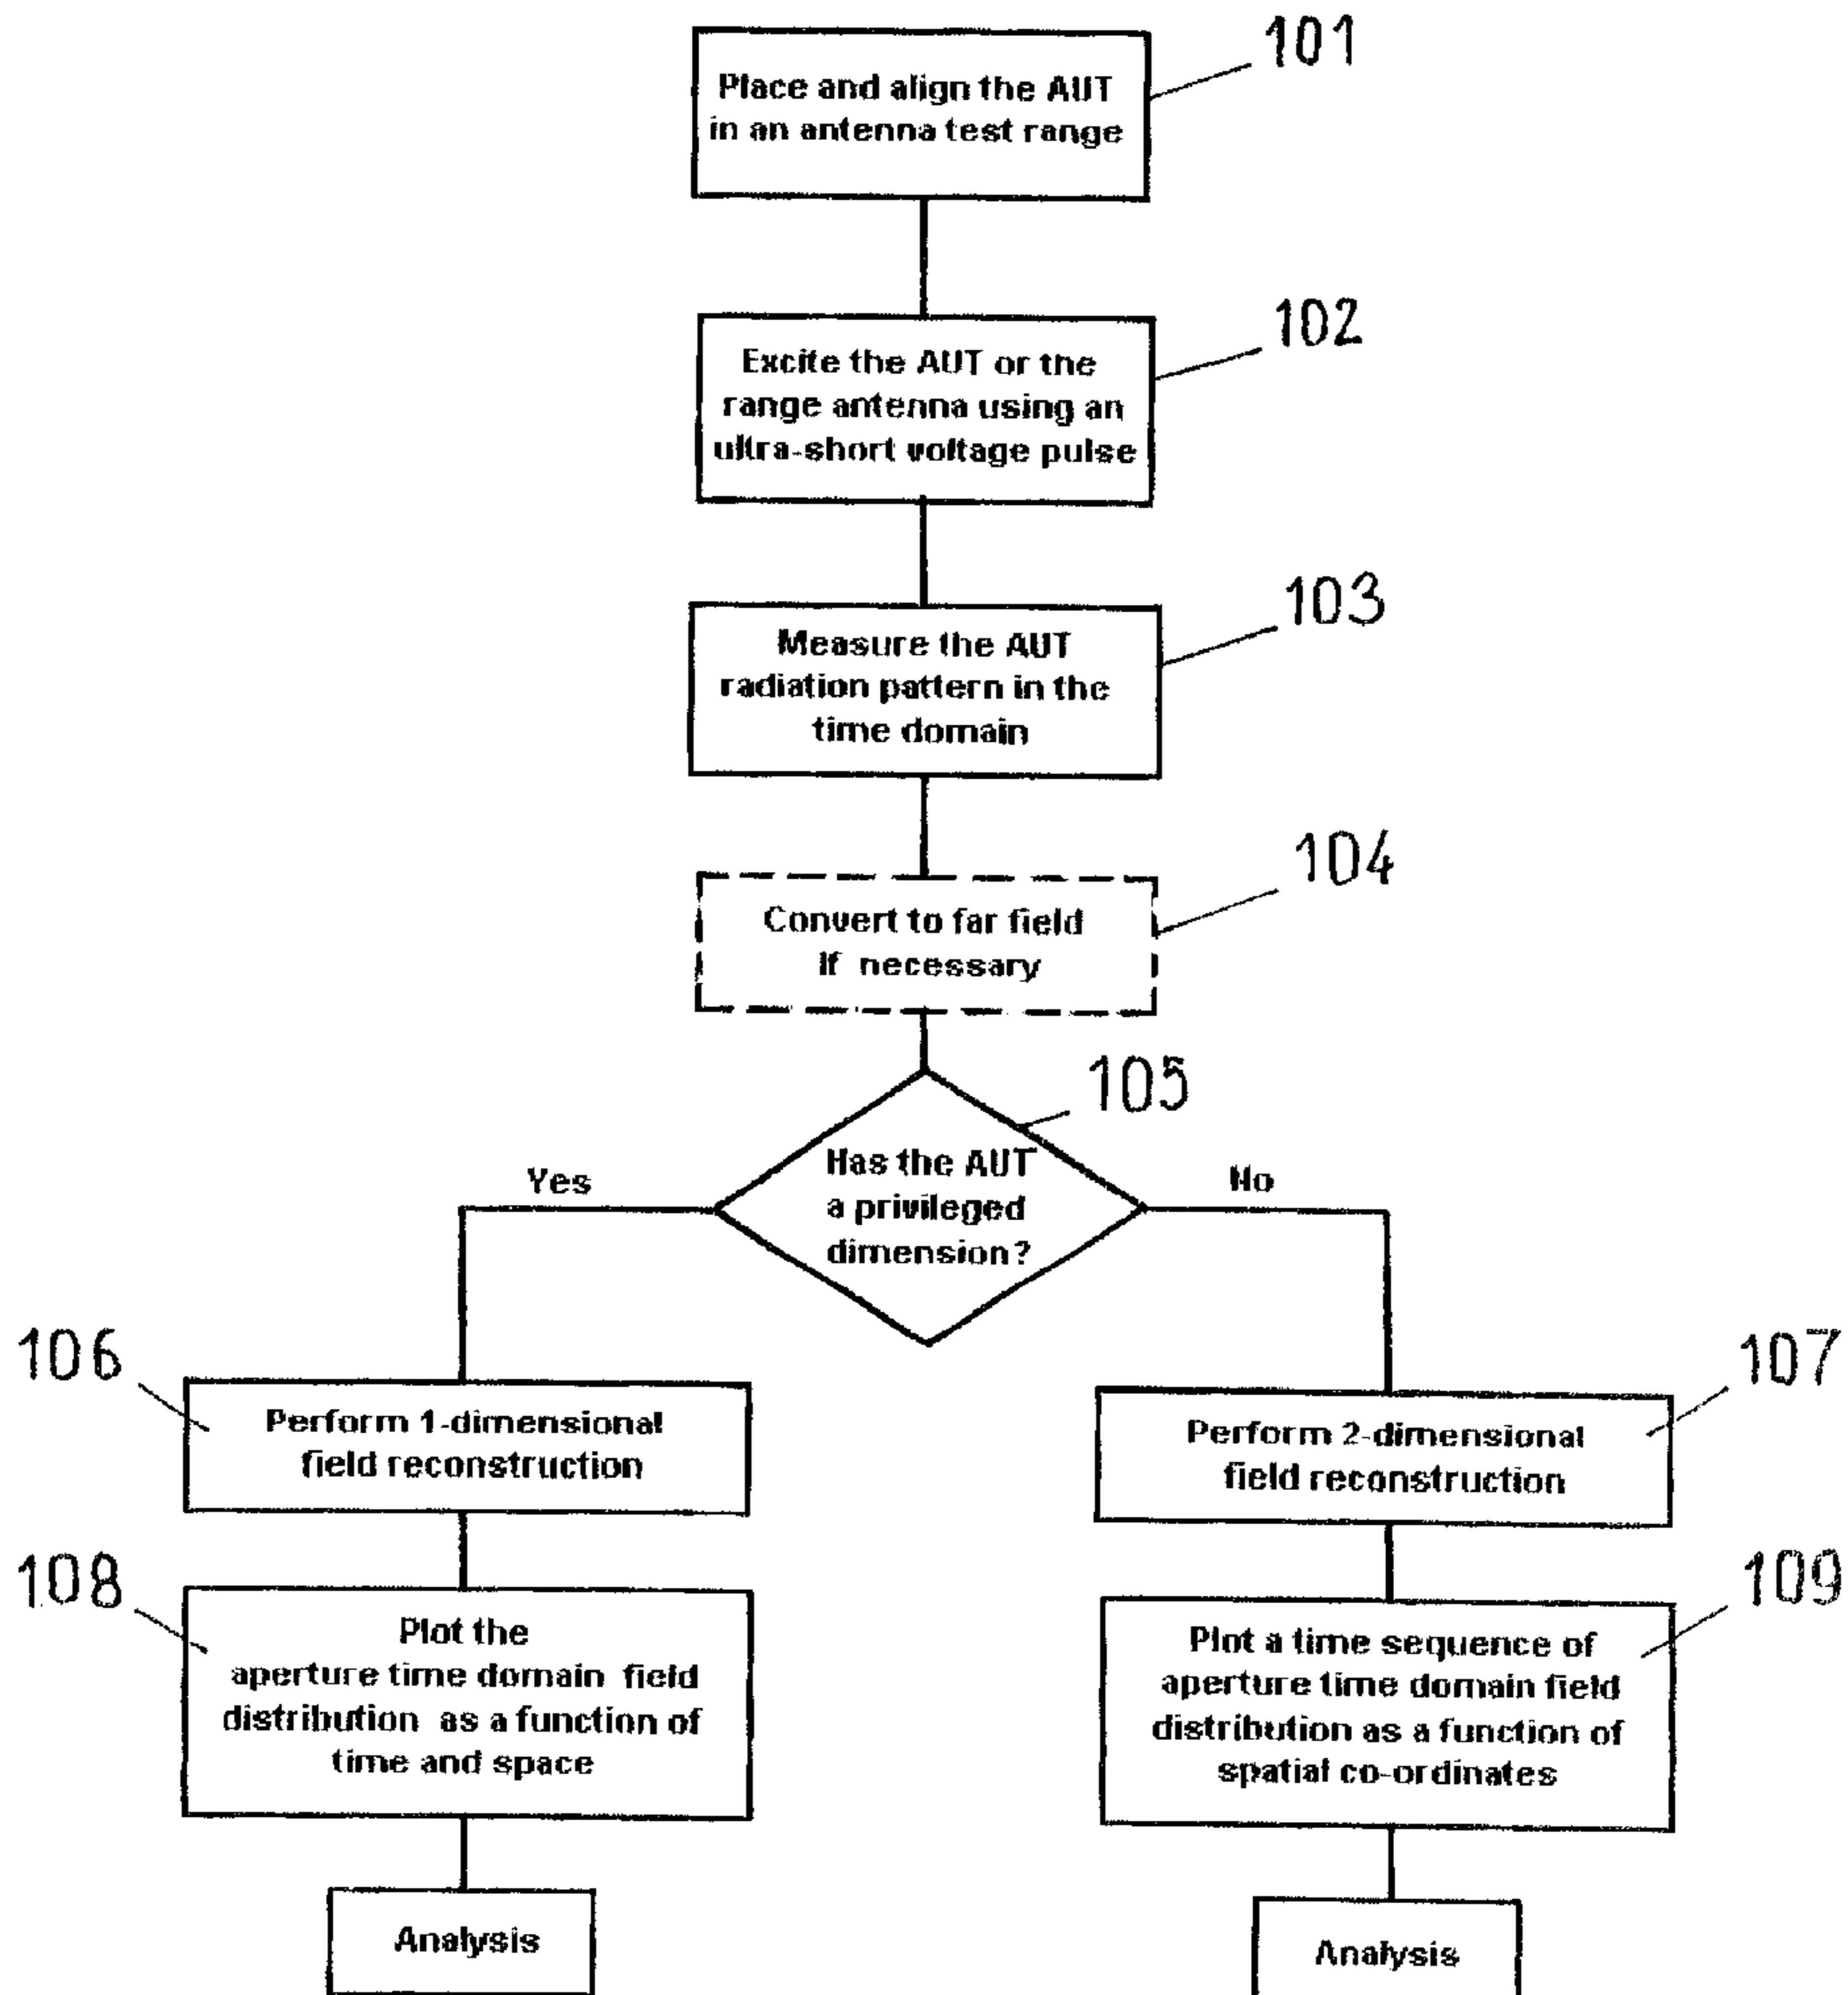 101
Place and align the AUT
in an antenna test range
102
Excite the AUT or the
range antenna using an
ultra-short voltage pulse
103
Measure the AUT
radiation pattern in the
time domain
104
Convert to far field
If necessary
105
Has the AUT
a privileged
dimension?
Yes
No
106
Perform 1-dimensional
field reconstruction
107
Perform 2-dimensional
field reconstruction
108
Plot the
aperture time domain field
distribution as a function of
time and space
109
Plot a time sequence of
aperture time domain field
distribution as a function of
spatial co-ordinates
Analysis
Analysis